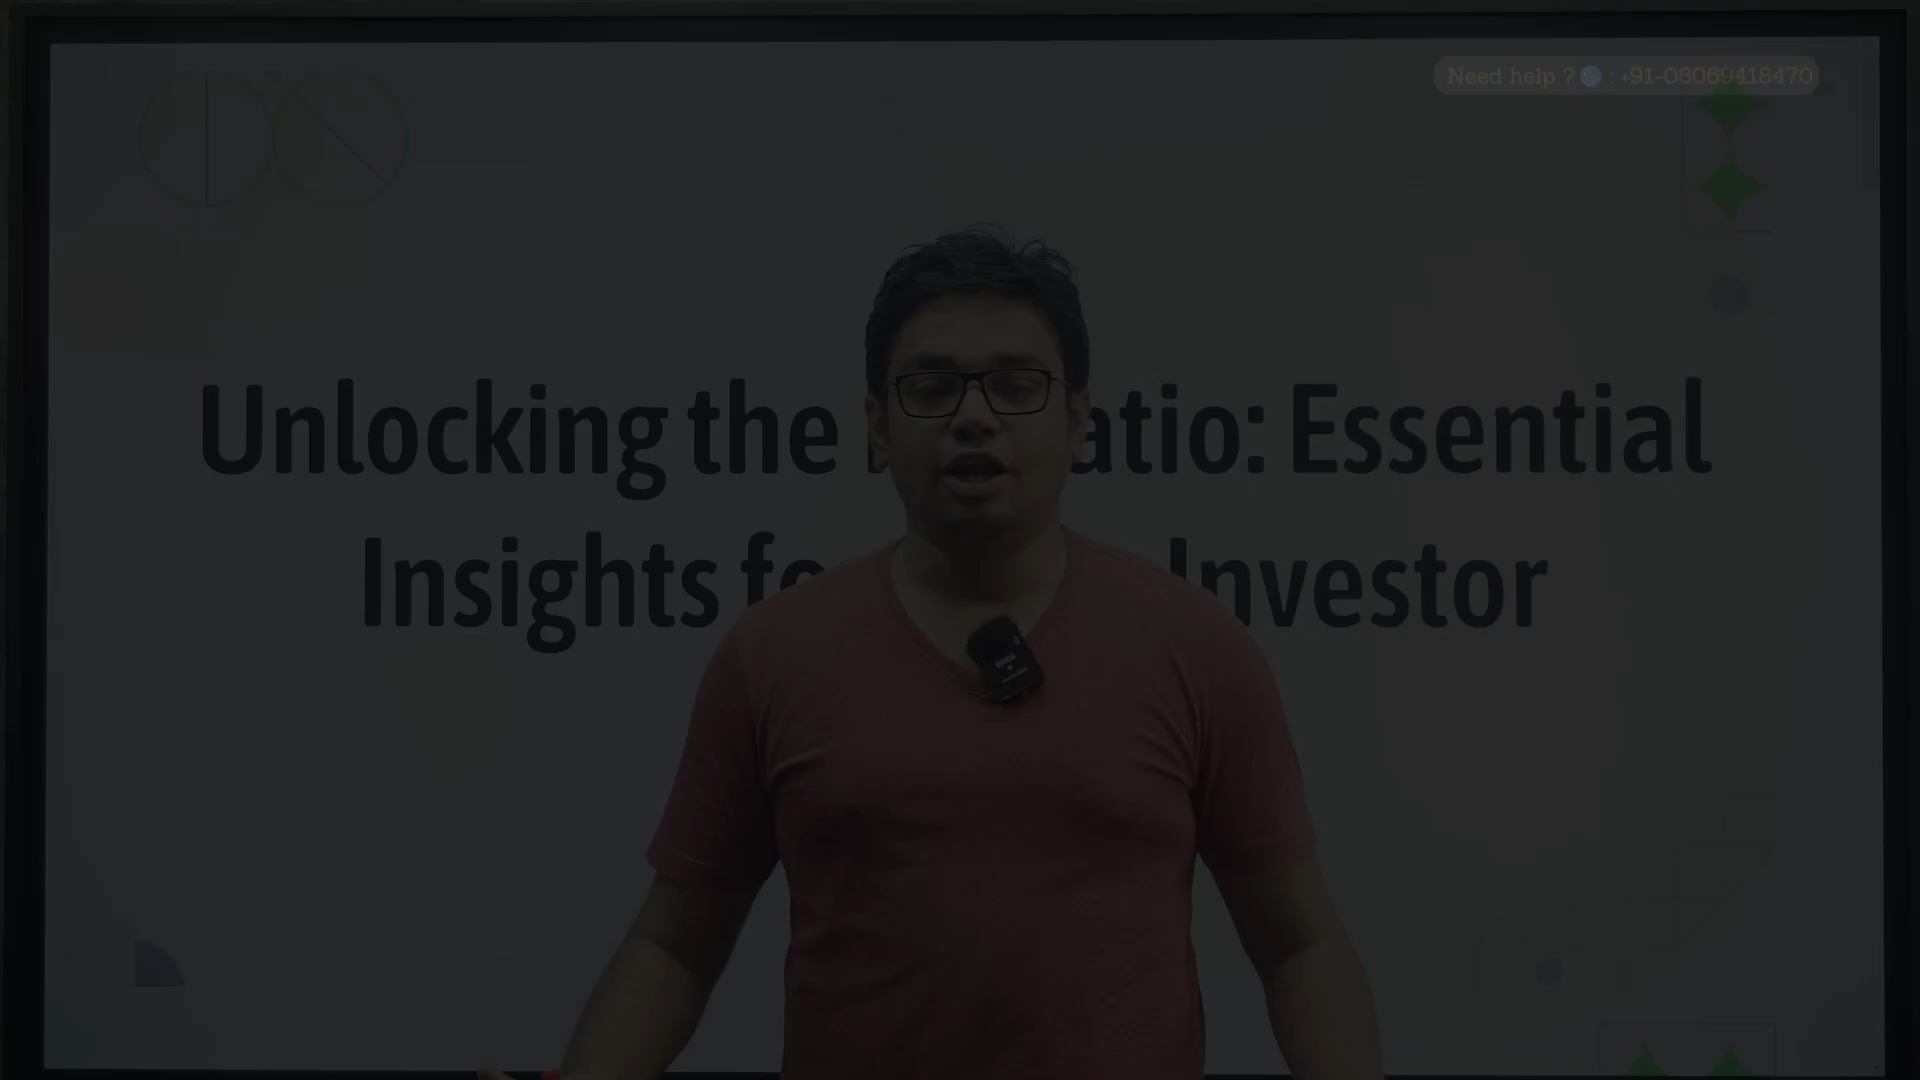 Need help ? : +91-08069418470
Unlocking the atio: Essential
Insights fo Investor